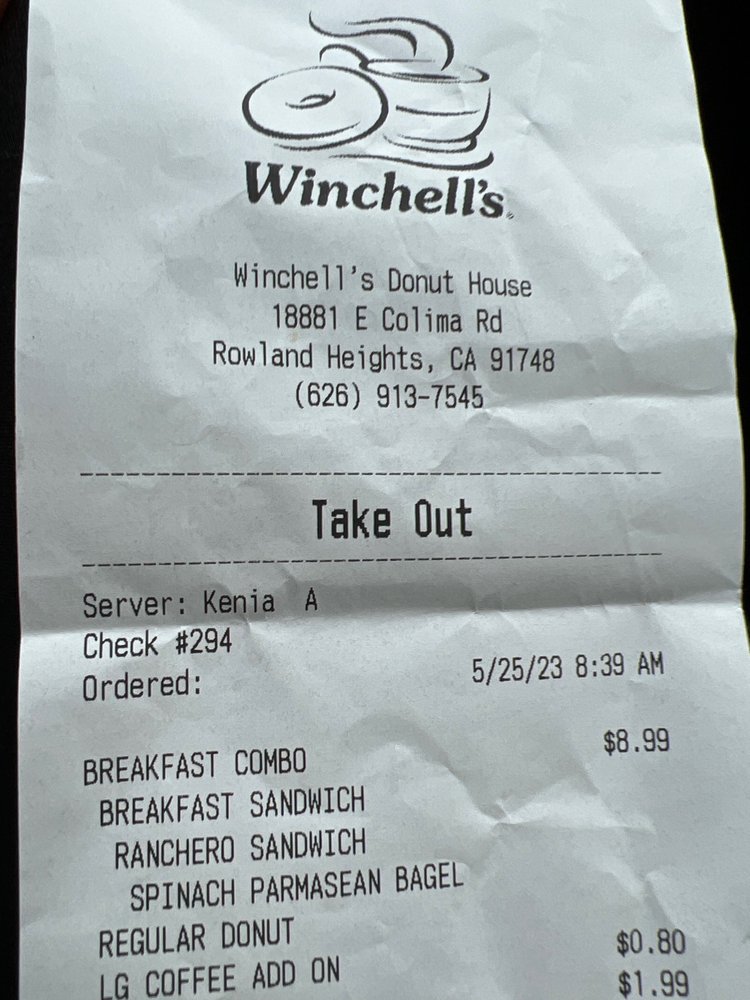 Winchell's
Winchell's Donut House
18881 E Colima Rd
Rowland Heights, CA 91748
(626) 913-7545
Take Out
Server: Kenia A
Check #294
Ordered: 5/25/23 8:39 AM
BREAKFAST COMBO $8.99
BREAKFAST SANDWICH
RANCHERO SANDWICH
SPINACH PARMASEAN BAGEL
REGULAR DONUT
LG COFFEE ADD ON $0.80
$1.99